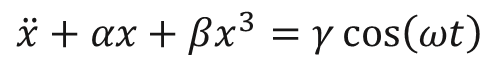 ẍ + αx + βx³ = γ cos(ωt)